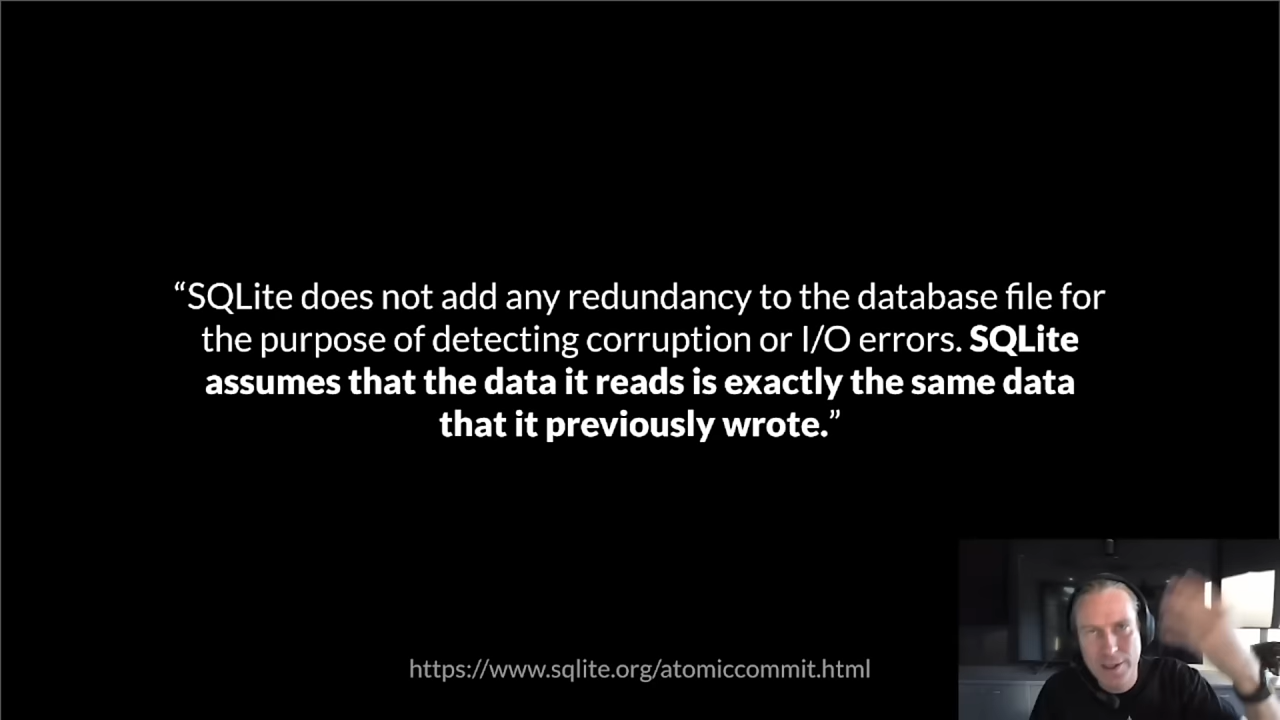 “SQLite does not add any redundancy to the database file for
the purpose of detecting corruption or I/O errors. SQLite
assumes that the data it reads is exactly the same data
that it previously wrote.”
https://www.sqlite.org/atomiccommit.html